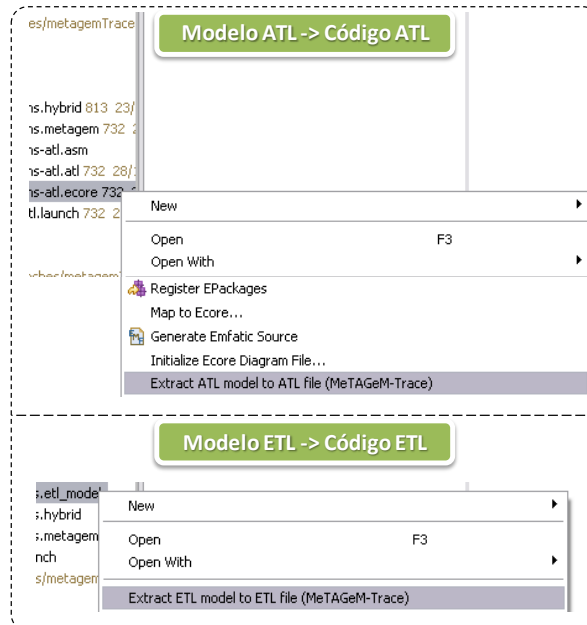 es/metagemTrace
Modelo ATL -> Código ATL
ns.hybrid 813 23/
ns.metagem 732 2
ns-atl.asm
ns-atl.atl 732 28/
ns-atl.ecore 732
tl.launch 732 2
New
Open F3
Open With
Register EPackages
Map to Ecore...
Generate Emfatic Source
Initialize Ecore Diagram File...
Extract ATL model to ATL file (MeTAGeM-Trace)
Modelo ETL -> Código ETL
s.etl_model
s.hybrid
s.metagem
nch
s/metagem
New
Open F3
Open With
Extract ETL model to ETL file (MeTAGeM-Trace)